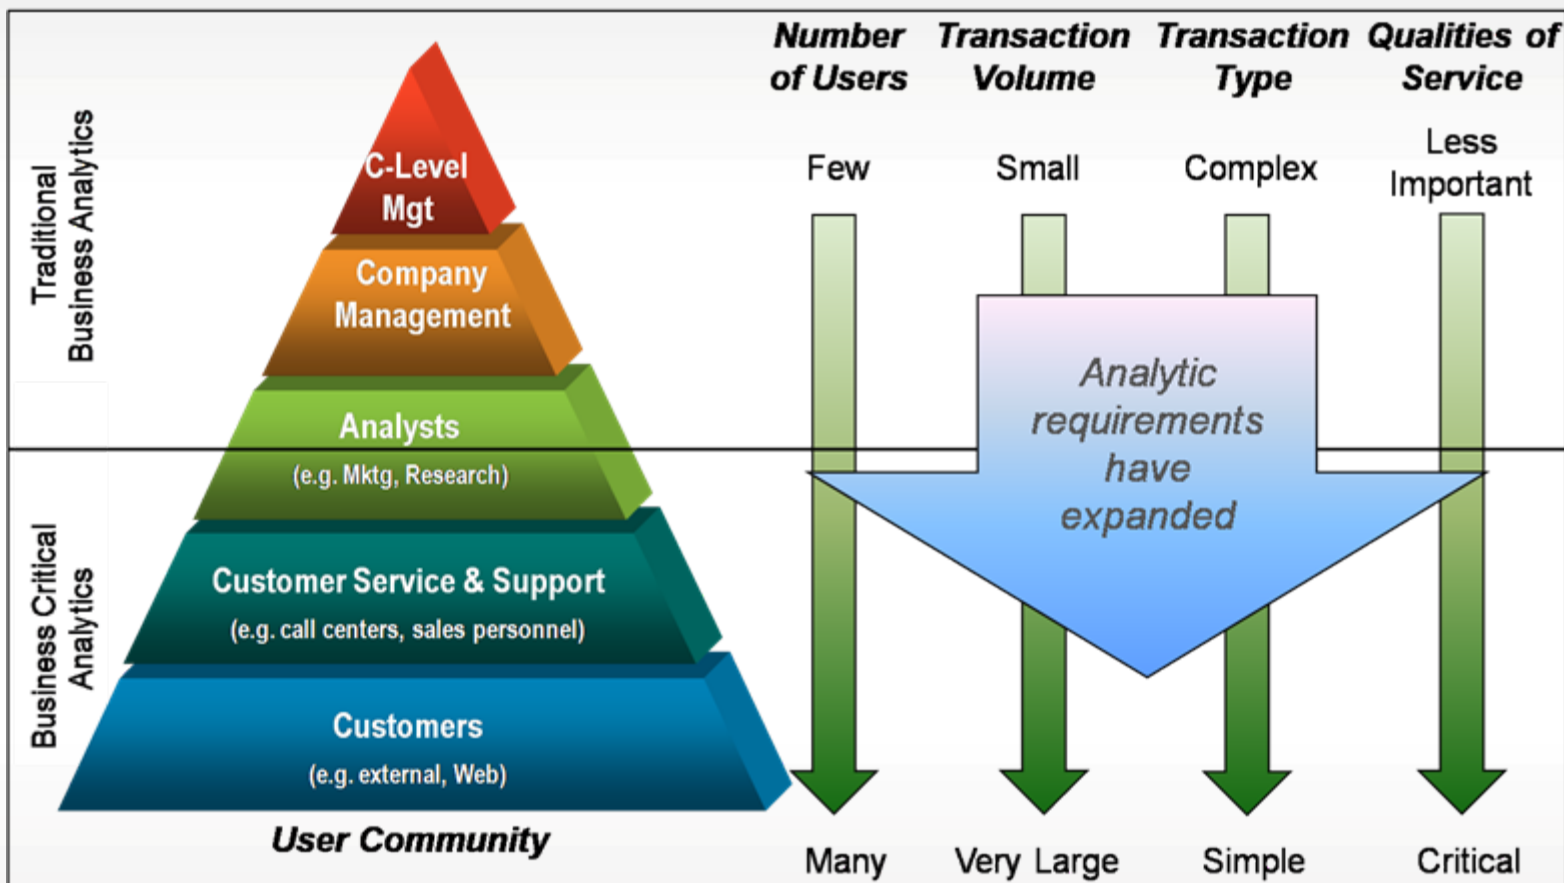 Number
of Users
Transaction
Volume
Transaction
Type
Qualities of
Service
Traditional
Business Analytics
Business Critical
Analytics
C-Level
Mgt
Company
Management
Analysts
(e.g. Mktg, Research)
Customer Service & Support
(e.g. call centers, sales personnel)
Customers
(e.g. external, Web)
User Community
Few
Small
Complex
Less
Important
Analytic
requirements
have
expanded
Many
Very Large
Simple
Critical